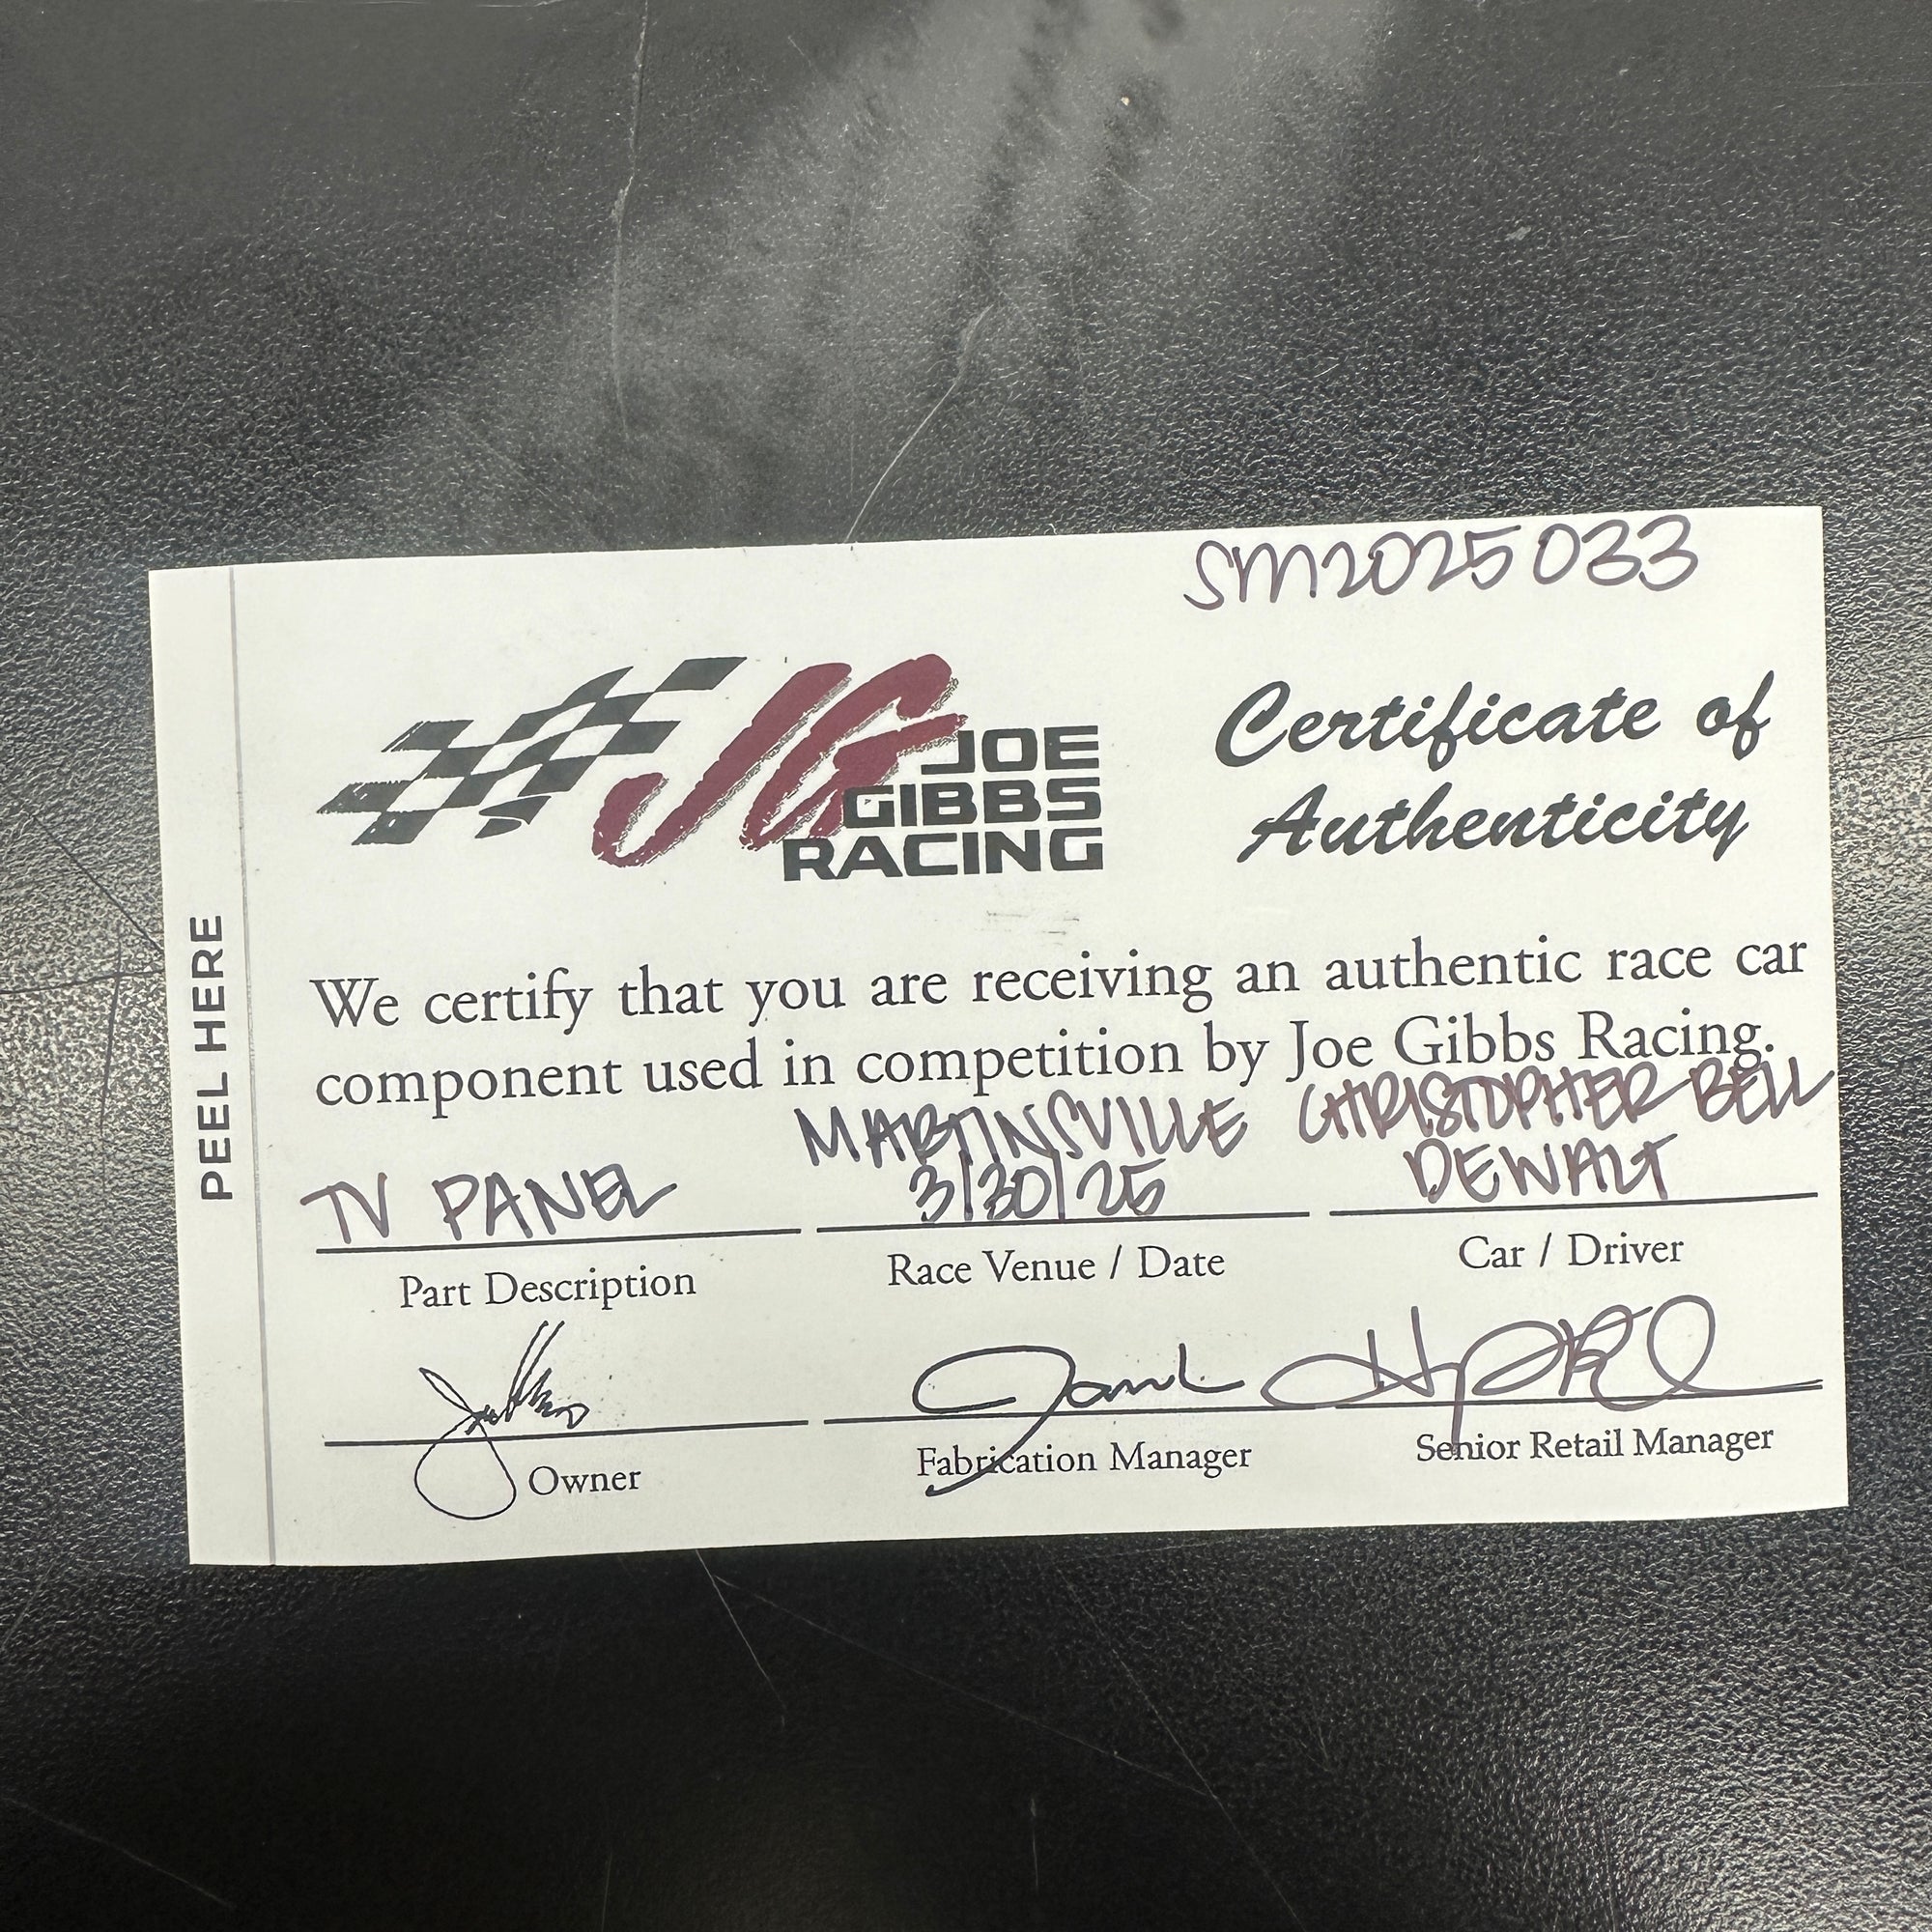 SM2025033
JG JOE
GIBBS
RACING
Certificate of
Authenticity
PEEL HERE
We certify that you are receiving an authentic race car
component used in competition by Joe Gibbs Racing.
TV PANEL
Part Description
MARTINSVILLE
3/30/25
Race Venue / Date
CHRISTOPHER BELL
DEWALT
Car / Driver
Owner
Fabrication Manager
Senior Retail Manager